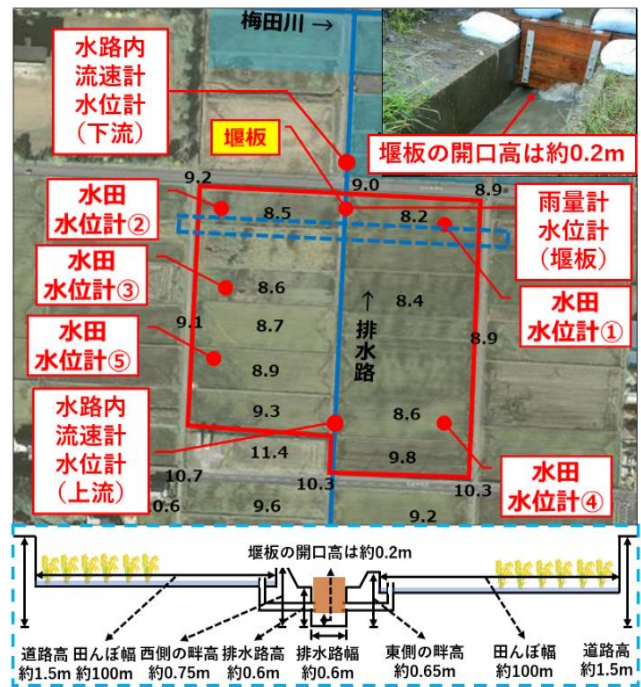 梅田川 →
水路内
流速計
水位計
（下流）
堰板
堰板の開口高は約0.2m
9.2
9.0
8.9
水田
水位計②
8.5
8.2
雨量計
水位計
（堰板）
水田
水位計③
8.6
8.4
水田
水位計①
↑排水路
9.1
8.7
8.9
水田
水位計⑤
8.9
9.3
8.6
水路内
流速計
水位計
（上流）
11.4
9.8
水田
水位計④
10.7
10.3
10.3
0.6
9.6
9.2
堰板の開口高は約0.2m
道路高
約1.5m
田んぼ幅
約100m
西側の畔高
約0.75m
排水路高
約0.6m
排水路幅
約0.6m
東側の畔高
約0.65m
田んぼ幅
約100m
道路高
約1.5m